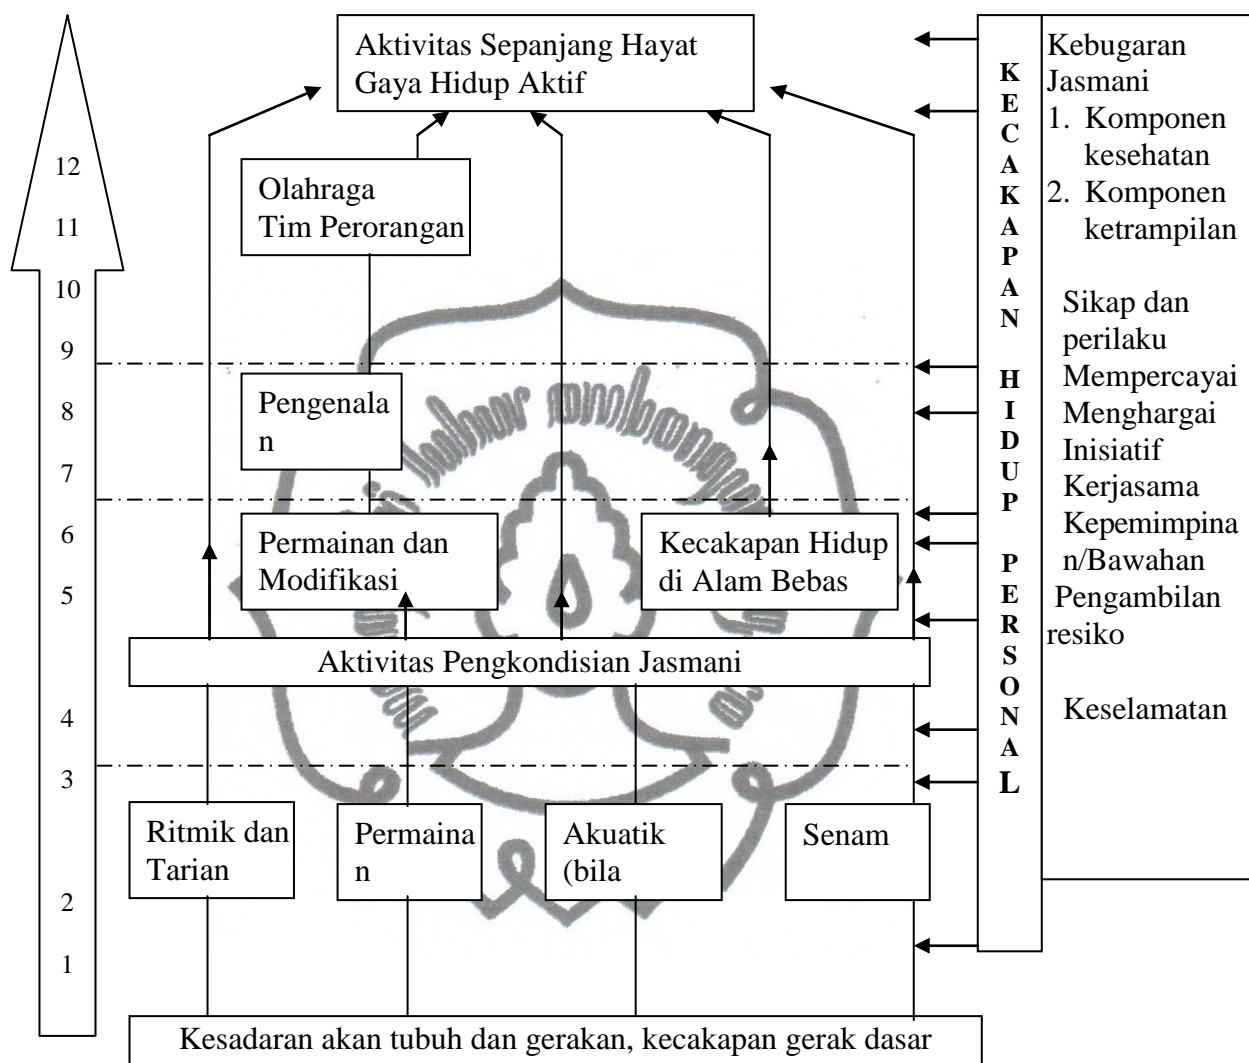 Aktivitas Sepanjang Hayat
Gaya Hidup Aktif
12
11
10
9
8
7
6
5
4
3
2
1
Olahraga
Tim Perorangan
Pengenala
n
Permainan dan
Modifikasi
Kecakapan Hidup
di Alam Bebas
Aktivitas Pengkondisian Jasmani
Ritmik dan
Tarian
Permaina
n
Akuatik
(bila
Senam
Kesadaran akan tubuh dan gerakan, kecakapan gerak dasar
KECAKAPAN HIDUP PERSONAL
Kebugaran
Jasmani
1. Komponen
kesehatan
2. Komponen
ketrampilan
Sikap dan
perilaku
Mempercayai
Menghargai
Inisiatif
Kerjasama
Kepemimpina
n/Bawahan
Pengambilan
resiko
Keselamatan